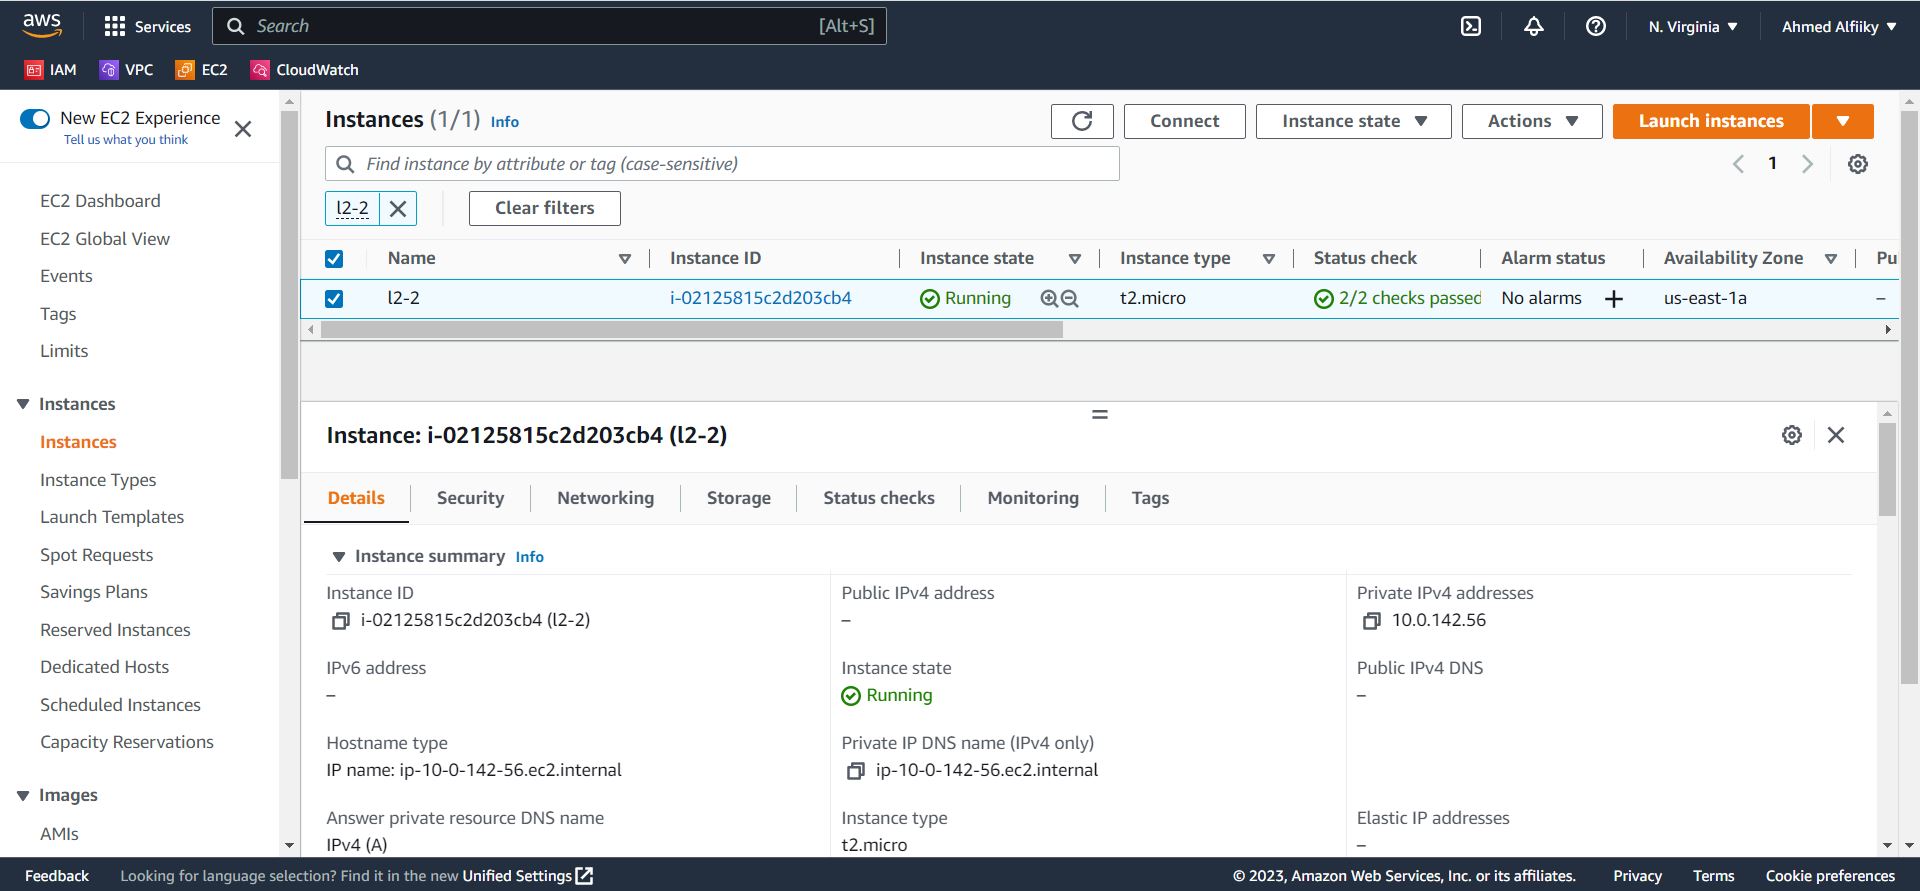 aws
Services
Search [Alt+S]
N. Virginia
Ahmed Alfiiky
IAM
VPC
EC2
CloudWatch
New EC2 Experience
Tell us what you think
EC2 Dashboard
EC2 Global View
Events
Tags
Limits
Instances
Instances
Instance Types
Launch Templates
Spot Requests
Savings Plans
Reserved Instances
Dedicated Hosts
Scheduled Instances
Capacity Reservations
Images
AMIs
Instances (1/1) Info
Connect
Instance state
Actions
Launch instances
Find instance by attribute or tag (case-sensitive)
1
l2-2
Clear filters
Name Instance ID Instance state Instance type Status check Alarm status Availability Zone Pu
l2-2 i-02125815c2d203cb4 Running t2.micro 2/2 checks passed No alarms + us-east-1a –
Instance: i-02125815c2d203cb4 (l2-2)
Details Security Networking Storage Status checks Monitoring Tags
Instance summary Info
Instance ID
i-02125815c2d203cb4 (l2-2)
Public IPv4 address
–
Private IPv4 addresses
10.0.142.56
IPv6 address
–
Instance state
Running
Public IPv4 DNS
–
Hostname type
IP name: ip-10-0-142-56.ec2.internal
Private IP DNS name (IPv4 only)
ip-10-0-142-56.ec2.internal
Answer private resource DNS name
IPv4 (A)
Instance type
t2.micro
Elastic IP addresses
–
Feedback
Looking for language selection? Find it in the new Unified Settings
© 2023, Amazon Web Services, Inc. or its affiliates.
Privacy
Terms
Cookie preferences